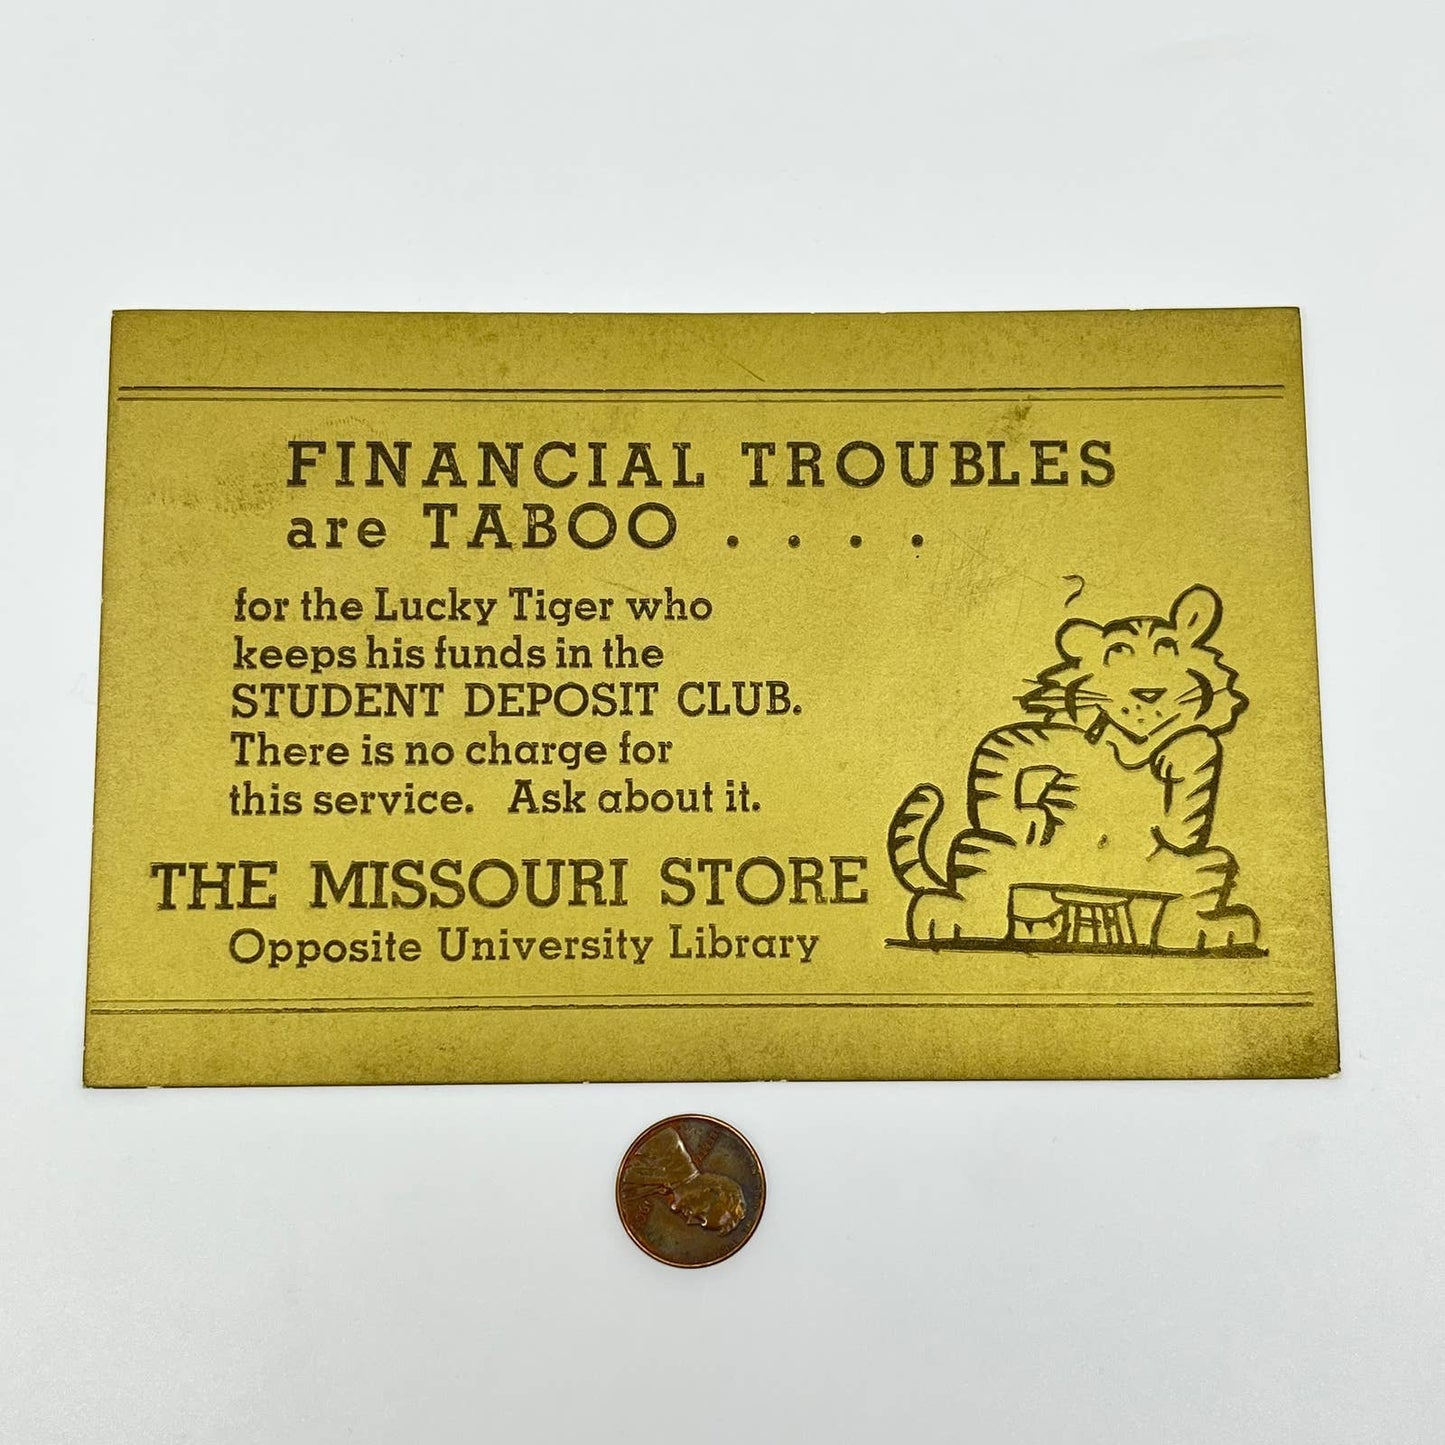 FINANCIAL TROUBLES
are TABOO . . . .
for the Lucky Tiger who
keeps his funds in the
STUDENT DEPOSIT CLUB.
There is no charge for
this service. Ask about it.
THE MISSOURI STORE
Opposite University Library